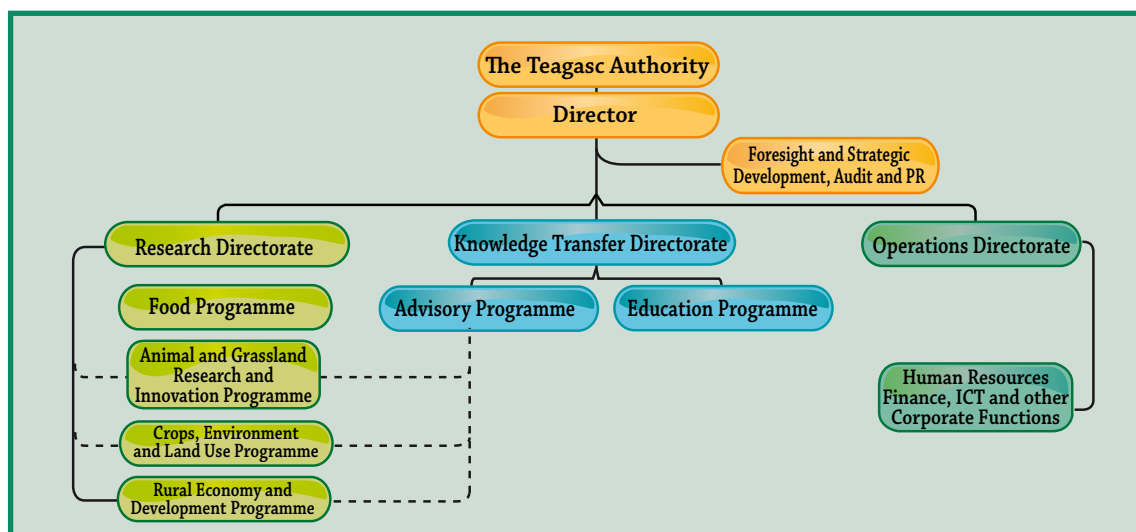 The Teagasc Authority
Director
Foresight and Strategic
Development, Audit and PR
Research Directorate
Knowledge Transfer Directorate
Operations Directorate
Food Programme
Advisory Programme
Education Programme
Animal and Grassland
Research and
Innovation Programme
Human Resources
Finance, ICT and other
Corporate Functions
Crops, Environment
and Land Use Programme
Rural Economy and
Development Programme